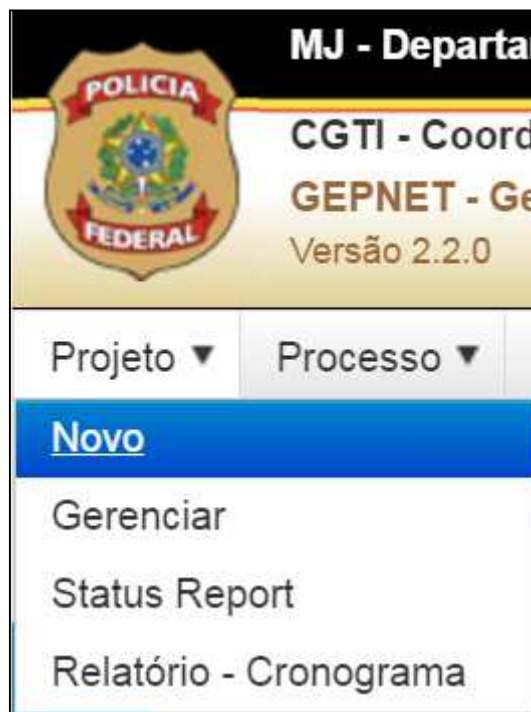 POLICIA
FEDERAL
MJ - Departa
CGTI - Coord
GEPNET - Ge
Versão 2.2.0
Projeto ▼ Processo ▼
Novo
Gerenciar
Status Report
Relatório - Cronograma